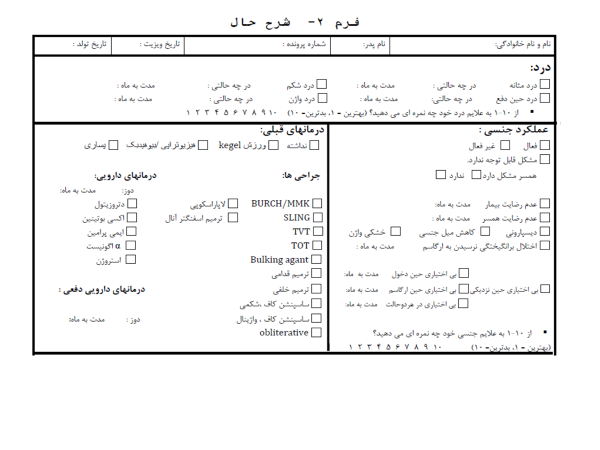 فرم ۲- شرح حال
نام و نام خانوادگی: نام پدر: شماره پرونده : تاریخ ویزیت : تاریخ تولد :
درد:
درد مثانه در چه حالتی : مدت به ماه : درد شکم در چه حالتی : مدت به ماه :
درد حین دفع در چه حالتی: مدت به ماه : درد واژن در چه حالتی : مدت به ماه :
از ۱۰-۱ به علایم درد خود چه نمره ای می دهید؟ (بهترین - ۱، بدترین- ۱۰) ۱ ۲ ۳ ۴ ۵ ۶ ۷ ۸ ۹ ۱۰
عملکرد جنسی :
فعال غیر فعال
مشکل قابل توجه ندارد.
همسر مشکل دارد ندارد
عدم رضایت بیمار مدت به ماه:
عدم رضایت همسر مدت به ماه :
دیسپارونی کاهش میل جنسی خشکی واژن
اختلال برانگیختگی نرسیدن به ارگاسم مدت به ماه :
بی اختیاری حین دخول مدت به ماه:
بی اختیاری حین نزدیکی بی اختیاری حین ارگاسم مدت به ماه:
بی اختیاری در هردوحالت مدت به ماه:
از ۱۰-۱ به علایم جنسی خود چه نمره ای می دهید؟
(بهترین - ۱، بدترین- ۱۰) ۱ ۲ ۳ ۴ ۵ ۶ ۷ ۸ ۹ ۱۰
درمانهای قبلی:
نداشته ورزش kegel فیزیوتراپی /بیوفیدبک پساری
جراحی ها:
BURCH/MMK لاپاراسکوپی
SLING ترمیم اسفنگتر آنال
TVT
TOT
Bulking agant
ترمیم قدامی
ترمیم خلفی
ساسپنشن کاف ،شکمی
ساسپنشن کاف ، واژینال
obliterative
درمانهای دارویی:
دوز: مدت به ماه:
دتروزیتول
اکسی بوتینین
ایمی پرامین
α اگونیست
استروژن
درمانهای دارویی دفعی :
دوز : مدت به ماه: